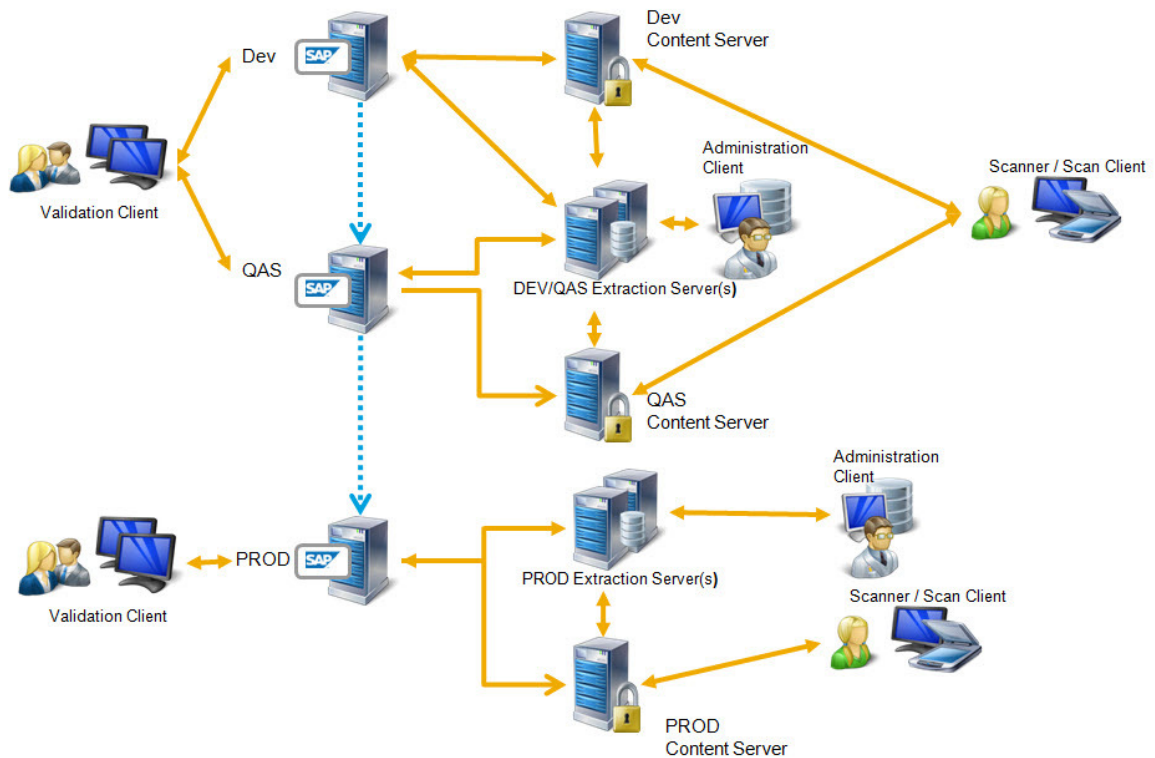 Dev
Content Server
Dev
SAP
Administration
Client
Scanner / Scan Client
Validation Client
QAS
SAP
DEV/QAS Extraction Server(s)
QAS
Content Server
Administration
Client
PROD
SAP
PROD Extraction Server(s)
Validation Client
Scanner / Scan Client
PROD
Content Server